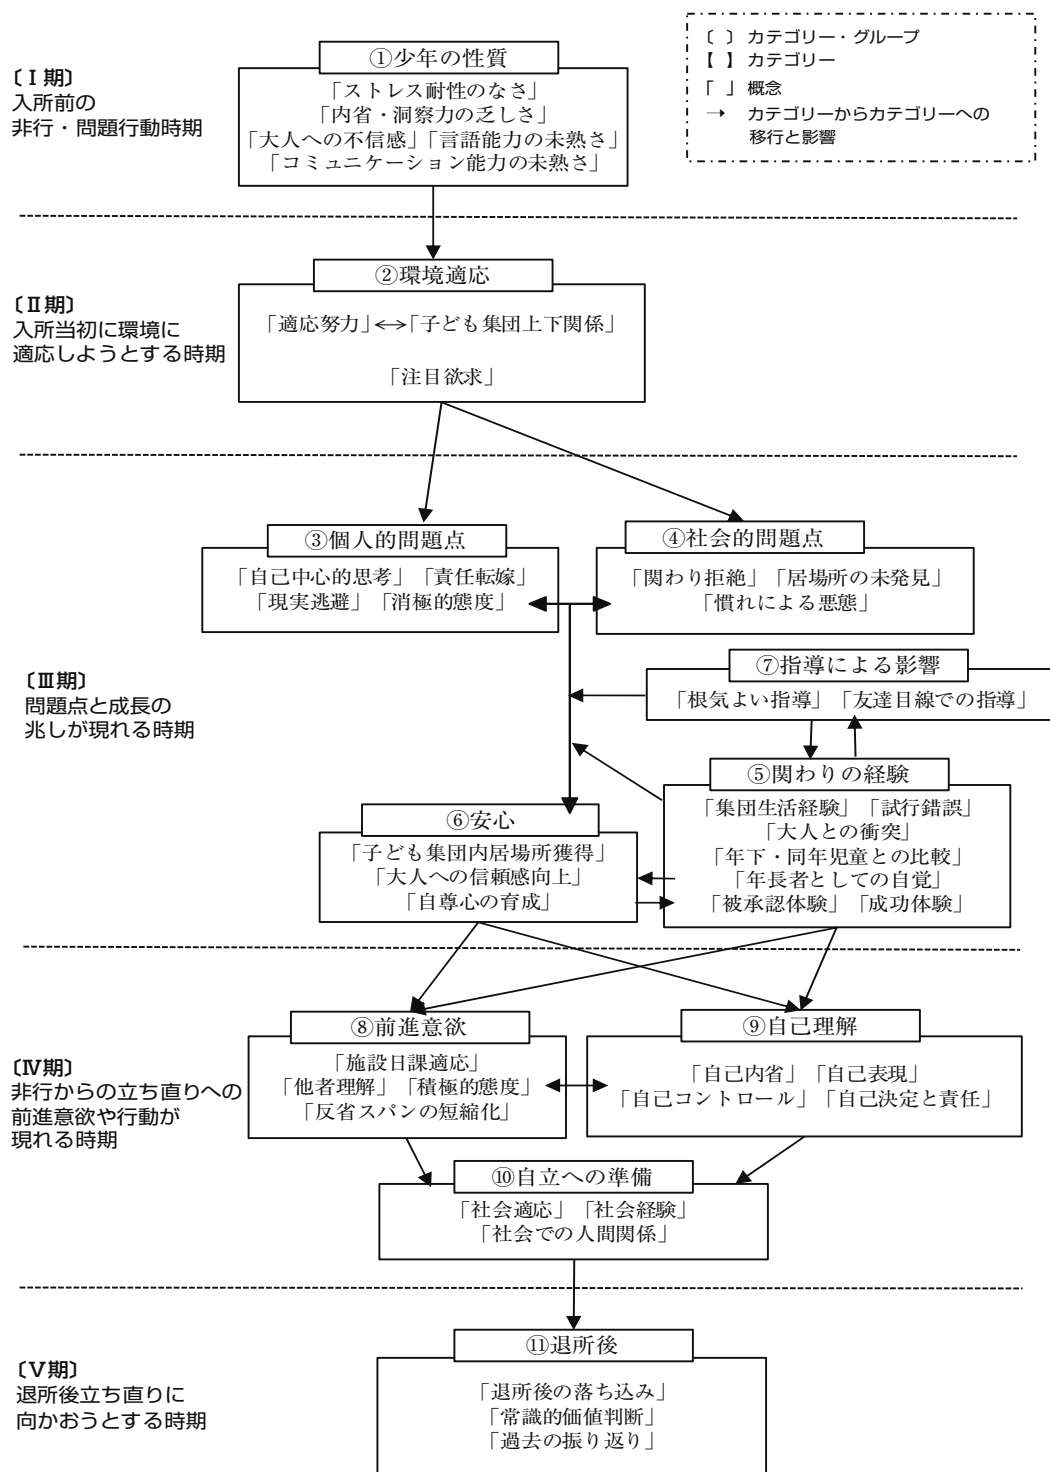 〔 〕 カテゴリー・グループ
【 】 カテゴリー
「 」 概念
→ カテゴリーからカテゴリーへの
移行と影響
〔Ⅰ期〕
入所前の
非行・問題行動時期
①少年の性質
「ストレス耐性のなさ」
「内省・洞察力の乏しさ」
「大人への不信感」「言語能力の未熟さ」
「コミュニケーション能力の未熟さ」
〔Ⅱ期〕
入所当初に環境に
適応しようとする時期
②環境適応
「適応努力」↔「子ども集団上下関係」
「注目欲求」
〔Ⅲ期〕
問題点と成長の
兆しが現れる時期
③個人的問題点
「自己中心的思考」「責任転嫁」
「現実逃避」「消極的態度」
④社会的問題点
「関わり拒絶」「居場所の未発見」
「慣れによる悪態」
⑦指導による影響
「根気よい指導」「友達目線での指導」
⑤関わりの経験
「集団生活経験」「試行錯誤」
「大人との衝突」
「年下・同年児童との比較」
「年長者としての自覚」
「被承認体験」「成功体験」
⑥安心
「子ども集団内居場所獲得」
「大人への信頼感向上」
「自尊心の育成」
〔Ⅳ期〕
非行からの立ち直りへの
前進意欲や行動が
現れる時期
⑧前進意欲
「施設日課適応」
「他者理解」「積極的態度」
「反省スパンの短縮化」
⑨自己理解
「自己内省」「自己表現」
「自己コントロール」「自己決定と責任」
⑩自立への準備
「社会適応」「社会経験」
「社会での人間関係」
〔Ⅴ期〕
退所後立ち直りに
向かおうとする時期
⑪退所後
「退所後の落ち込み」
「常識的価値判断」
「過去の振り返り」